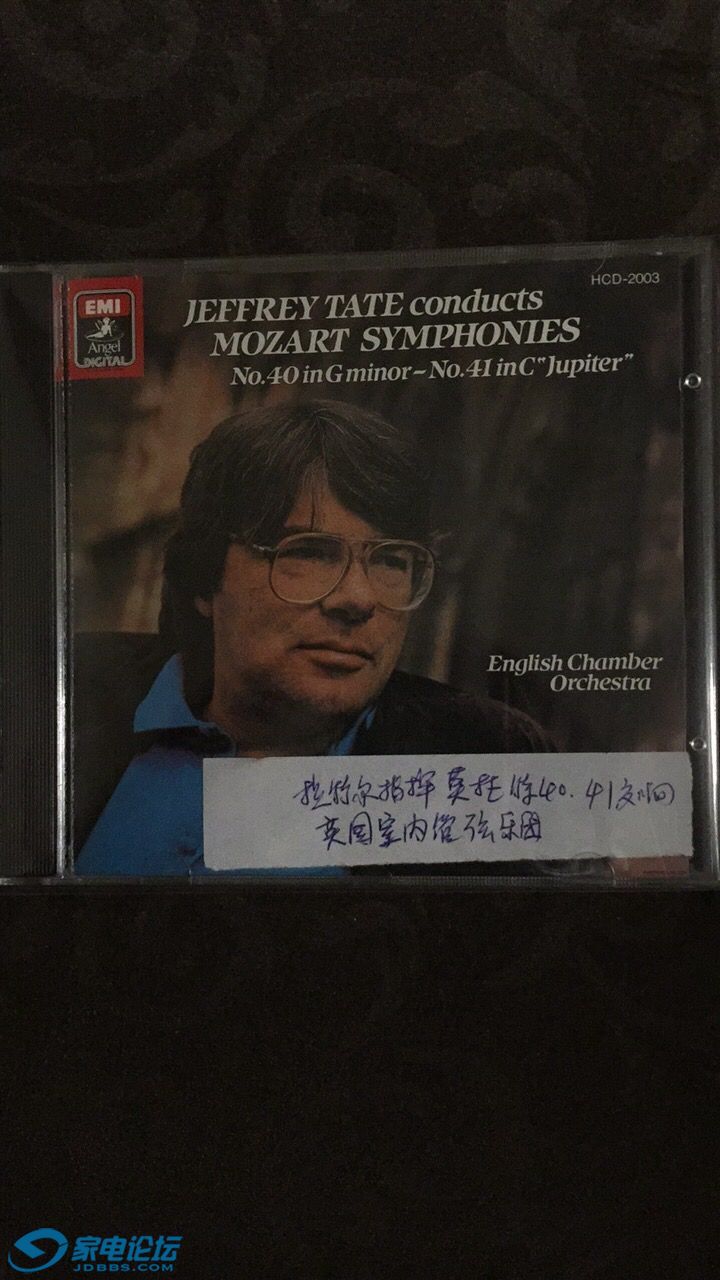 HCD-2003
EMI
Angel
DIGITAL
JEFFREY TATE conducts
MOZART SYMPHONIES
No.40 in G minor–No.41 in C "Jupiter"
English Chamber
Orchestra
拉特尔指挥莫扎特40.41交响
英国室内管弦乐团
家电论坛
JDBBS.COM